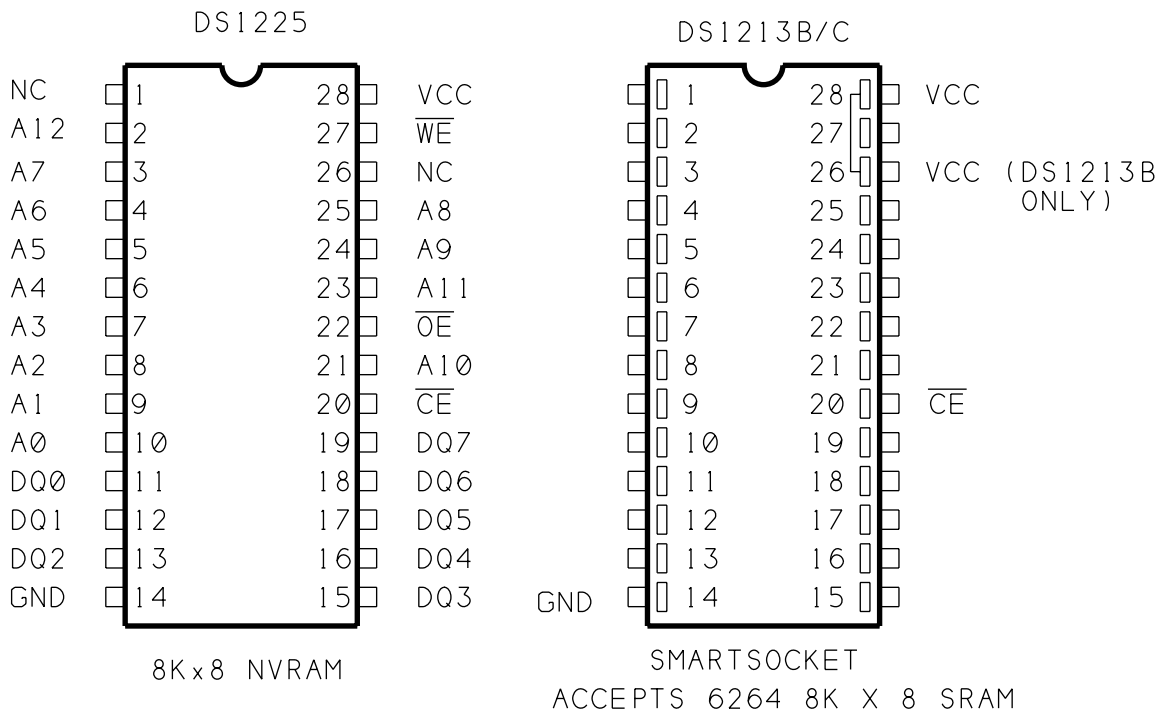 DS1225
NC 1 28 VCC
A12 2 27 WE
A7 3 26 NC
A6 4 25 A8
A5 5 24 A9
A4 6 23 A11
A3 7 22 OE
A2 8 21 A10
A1 9 20 CE
A0 10 19 DQ7
DQ0 11 18 DQ6
DQ1 12 17 DQ5
DQ2 13 16 DQ4
GND 14 15 DQ3
8Kx8 NVRAM
DS1213B/C
1 28 VCC
2 27
3 26 VCC (DS1213B
ONLY)
4 25
5 24
6 23
7 22
8 21
9 20 CE
10 19
11 18
12 17
13 16
GND 14 15
SMARTSOCKET
ACCEPTS 6264 8K X 8 SRAM